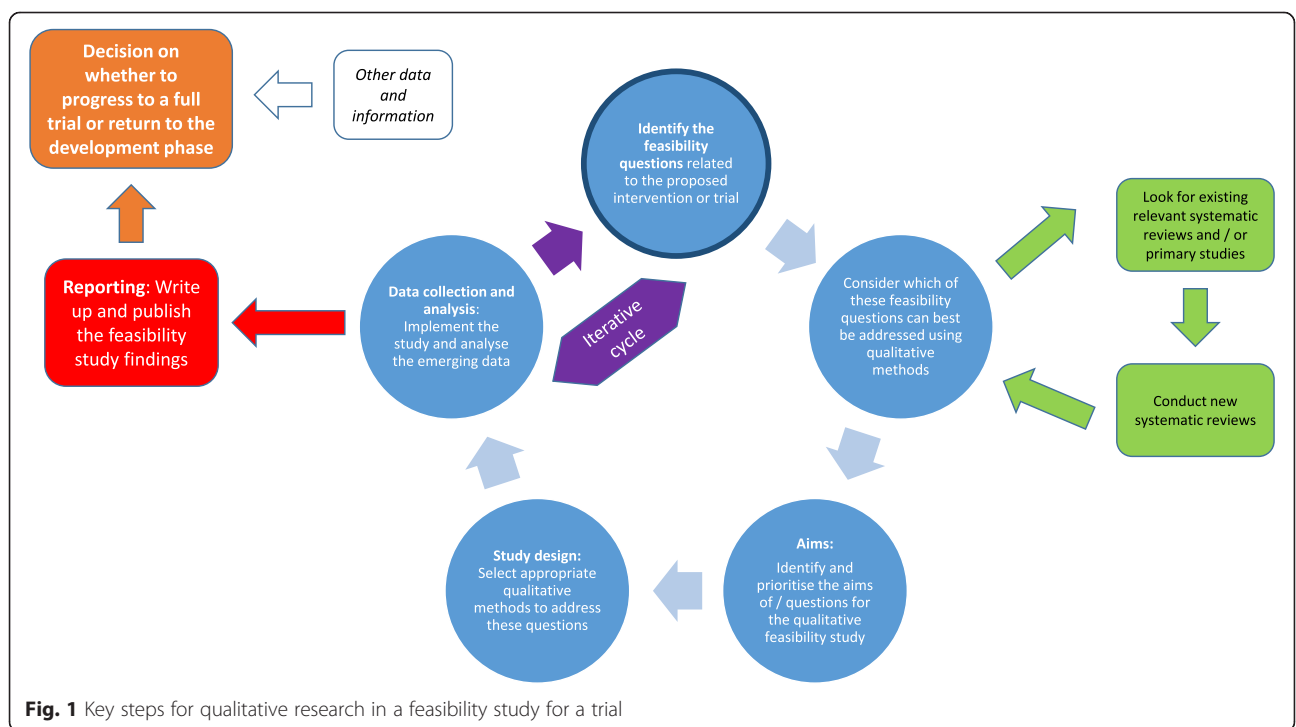 Decision on
whether to
progress to a full
trial or return to the
development phase
Other data
and
information
Identify the
feasibility
questions related
to the proposed
intervention or trial
Look for existing
relevant systematic
reviews and / or
primary studies
Consider which of
these feasibility
questions can best
be addressed using
qualitative
methods
Conduct new
systematic reviews
Aims:
Identify and
prioritise the aims
of / questions for
the qualitative
feasibility study
Study design:
Select appropriate
qualitative
methods to address
these questions
Data collection and
analysis:
Implement the
study and analyse
the emerging data
Iterative
cycle
Reporting: Write
up and publish
the feasibility
study findings
Fig. 1 Key steps for qualitative research in a feasibility study for a trial